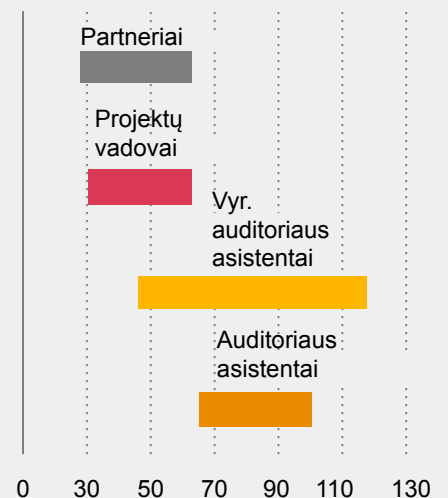 Partneriai
Projektų
vadovai
Vyr.
auditoriaus
asistentai
Auditoriaus
asistentai
0 30 50 70 90 110 130